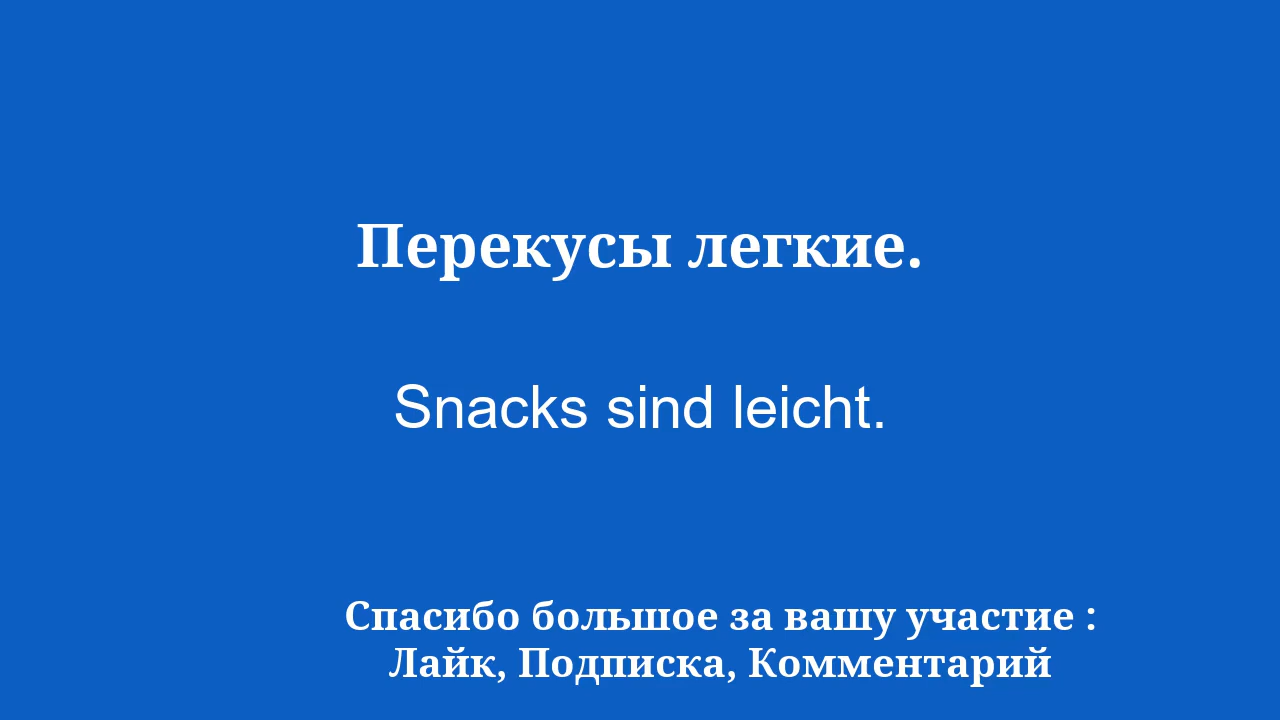 Перекусы легкие.
Snacks sind leicht.
Спасибо большое за вашу участие :
Лайк, Подписка, Комментарий